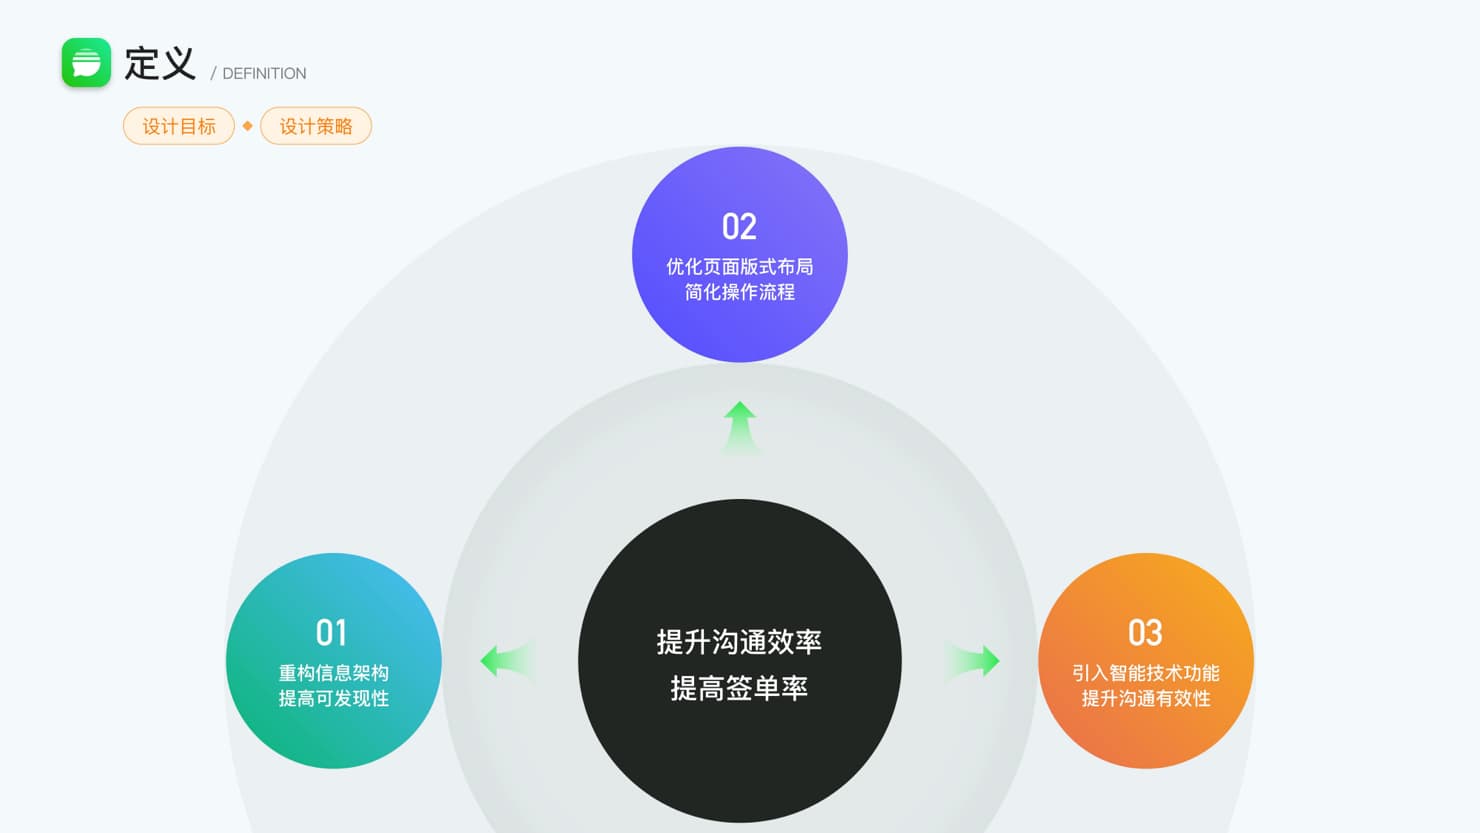 定义 / DEFINITION
设计目标 ◆ 设计策略
02
优化页面版式布局
简化操作流程
01
重构信息架构
提高可发现性
提升沟通效率
提高签单率
03
引入智能技术功能
提升沟通有效性